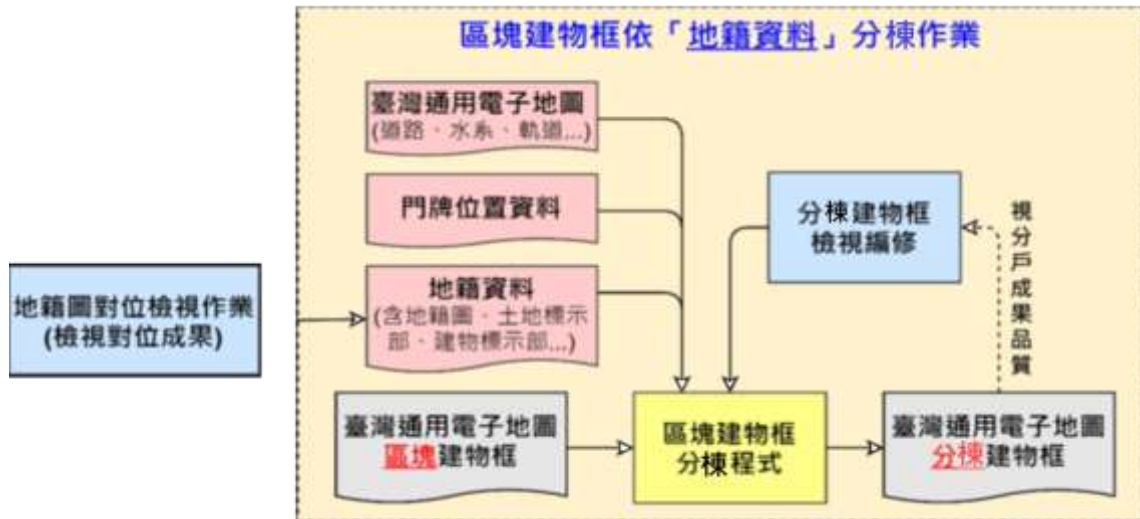 區塊建物框依「地籍資料」分棟作業
臺灣通用電子地圖
(道路、水系、軌道...)
門牌位置資料
地籍資料
(含地籍圖、土地標示
部、建物標示部...)
地籍圖對位檢視作業
(檢視對位成果)
分棟建物框
檢視編修
視分戶成果品質
臺灣通用電子地圖
區塊建物框
區塊建物框
分棟程式
臺灣通用電子地圖
分棟建物框